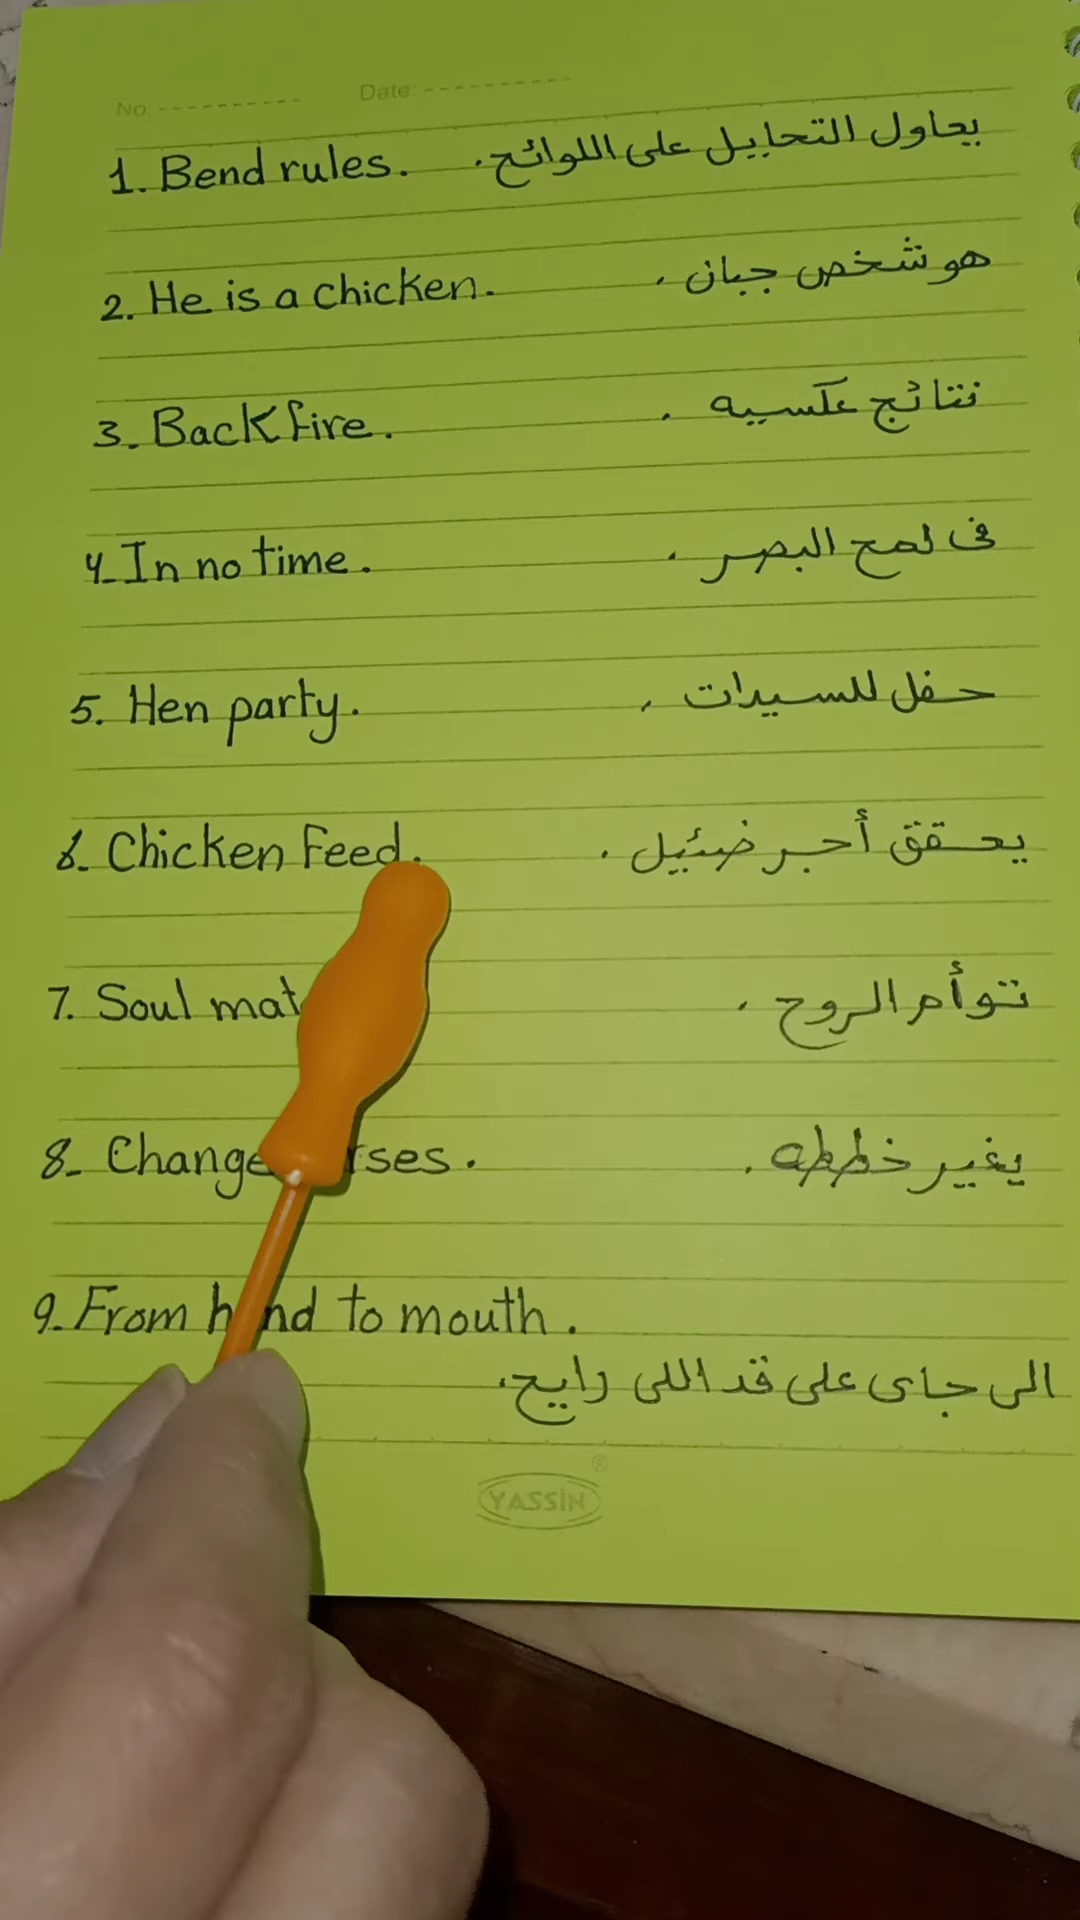 No: Date:
1. Bend rules. يحاول التحايل على اللوائح.
2. He is a chicken. هو شخص جبان.
3. Back fire. نتائج عكسيه.
4. In no time. فى لمح البصر.
5. Hen party. حفل للسيدات.
6. Chicken Feed. يحقق أجر ضئيل.
7. Soul توأم الروح.
8. Change يغير خططه.
9. From to mouth.
الى جاى على قد اللى رايح.
YASSIN ®